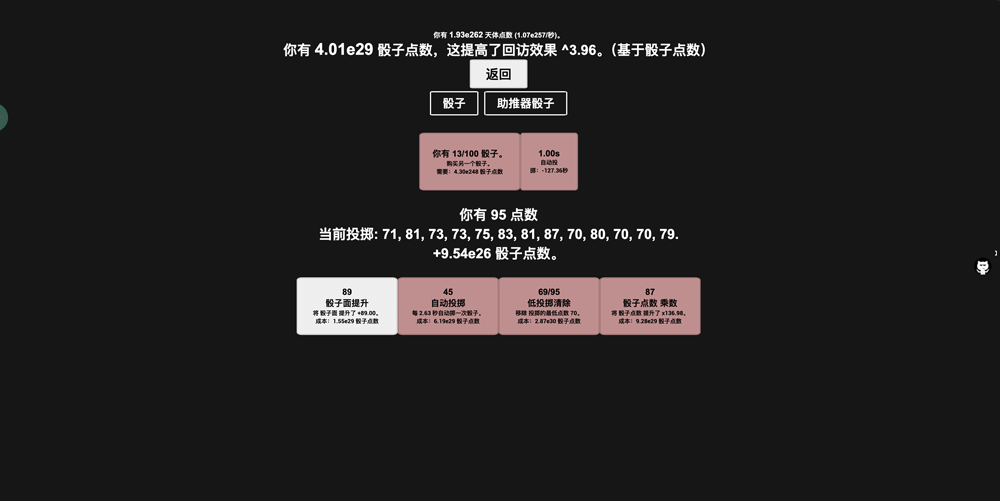 你有 1.93e262 天体点数 (1.07e257/秒)。
你有 4.01e29 骰子点数，这提高了回访效果 ^3.96。（基于骰子点数）
返回
骰子
助推器骰子
你有 13/100 骰子。
购买另一个骰子。
需要：4.30e248 骰子点数
1.00s
自动投
掷：-127.36秒
你有 95 点数
当前投掷: 71, 81, 73, 73, 75, 83, 81, 87, 70, 80, 70, 70, 79.
+9.54e26 骰子点数。
89
骰子面提升
将 骰子面 提升了 +89.00。
成本：1.55e29 骰子点数
45
自动投掷
每 2.63 秒自动掷一次骰子。
成本：6.19e29 骰子点数
69/95
低投掷清除
移除 投掷的最低点数 70。
成本：2.87e30 骰子点数
87
骰子点数 乘数
将 骰子点数 提升了 x136.98。
成本：9.28e29 骰子点数